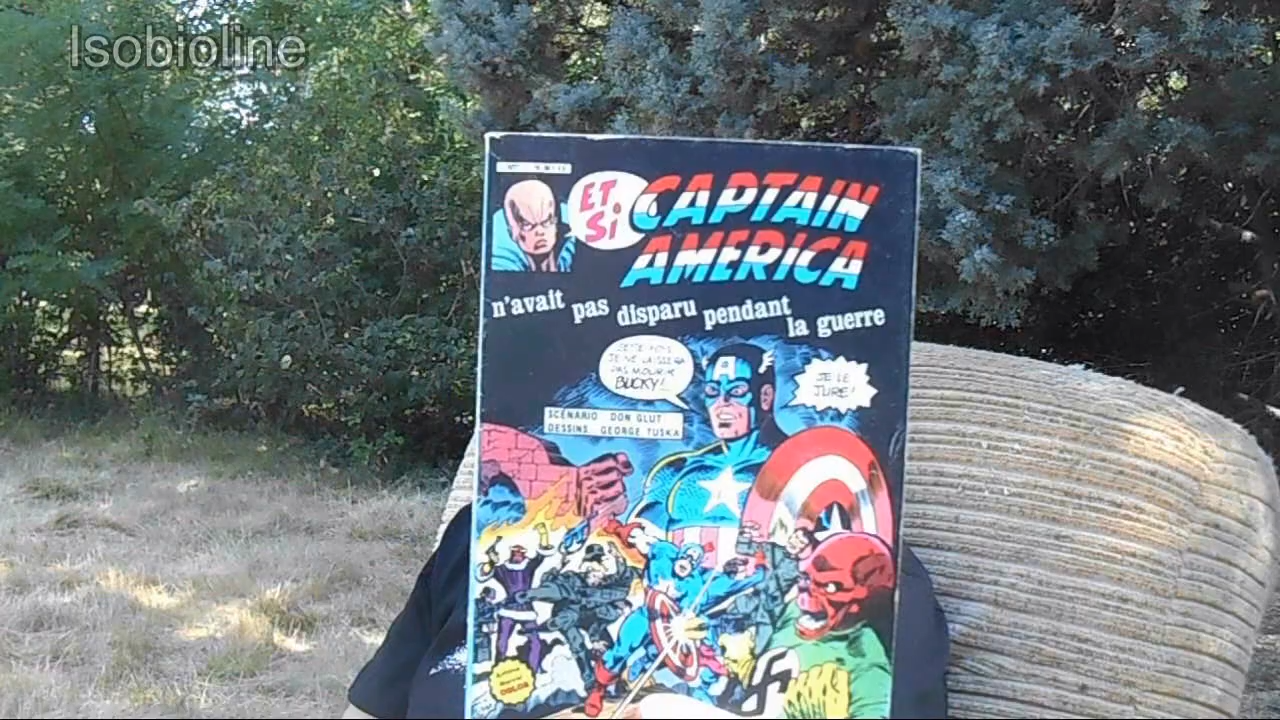 Isobioline
ET
Si
CAPTAIN
AMERICA
n'avait pas disparu pendant la guerre
CETTE FOIS
JE NE LAISSERAI
PAS MOURIR
BUCKY!
JE LE
JURE!
SCÉNARIO DON GLUT
DESSINS GEORGE TUSKA
A